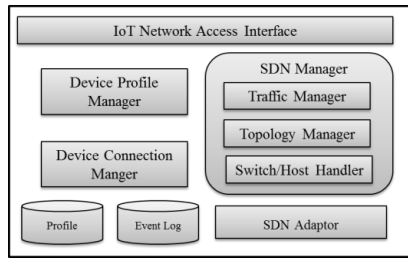 IoT Network Access Interface
Device Profile
Manager
Device Connection
Manger
SDN Manager
Traffic Manager
Topology Manager
Switch/Host Handler
Profile
Event Log
SDN Adaptor